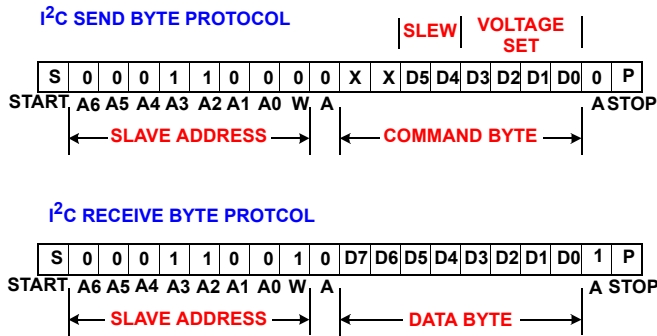 I²C SEND BYTE PROTOCOL
SLEW VOLTAGE SET
S 0 0 0 1 1 0 0 0 0 X X D5 D4 D3 D2 D1 D0 0 P
START A6 A5 A4 A3 A2 A1 A0 W A A STOP
SLAVE ADDRESS COMMAND BYTE
I²C RECEIVE BYTE PROTCOL
S 0 0 0 1 1 0 0 1 0 D7 D6 D5 D4 D3 D2 D1 D0 1 P
START A6 A5 A4 A3 A2 A1 A0 W A A STOP
SLAVE ADDRESS DATA BYTE